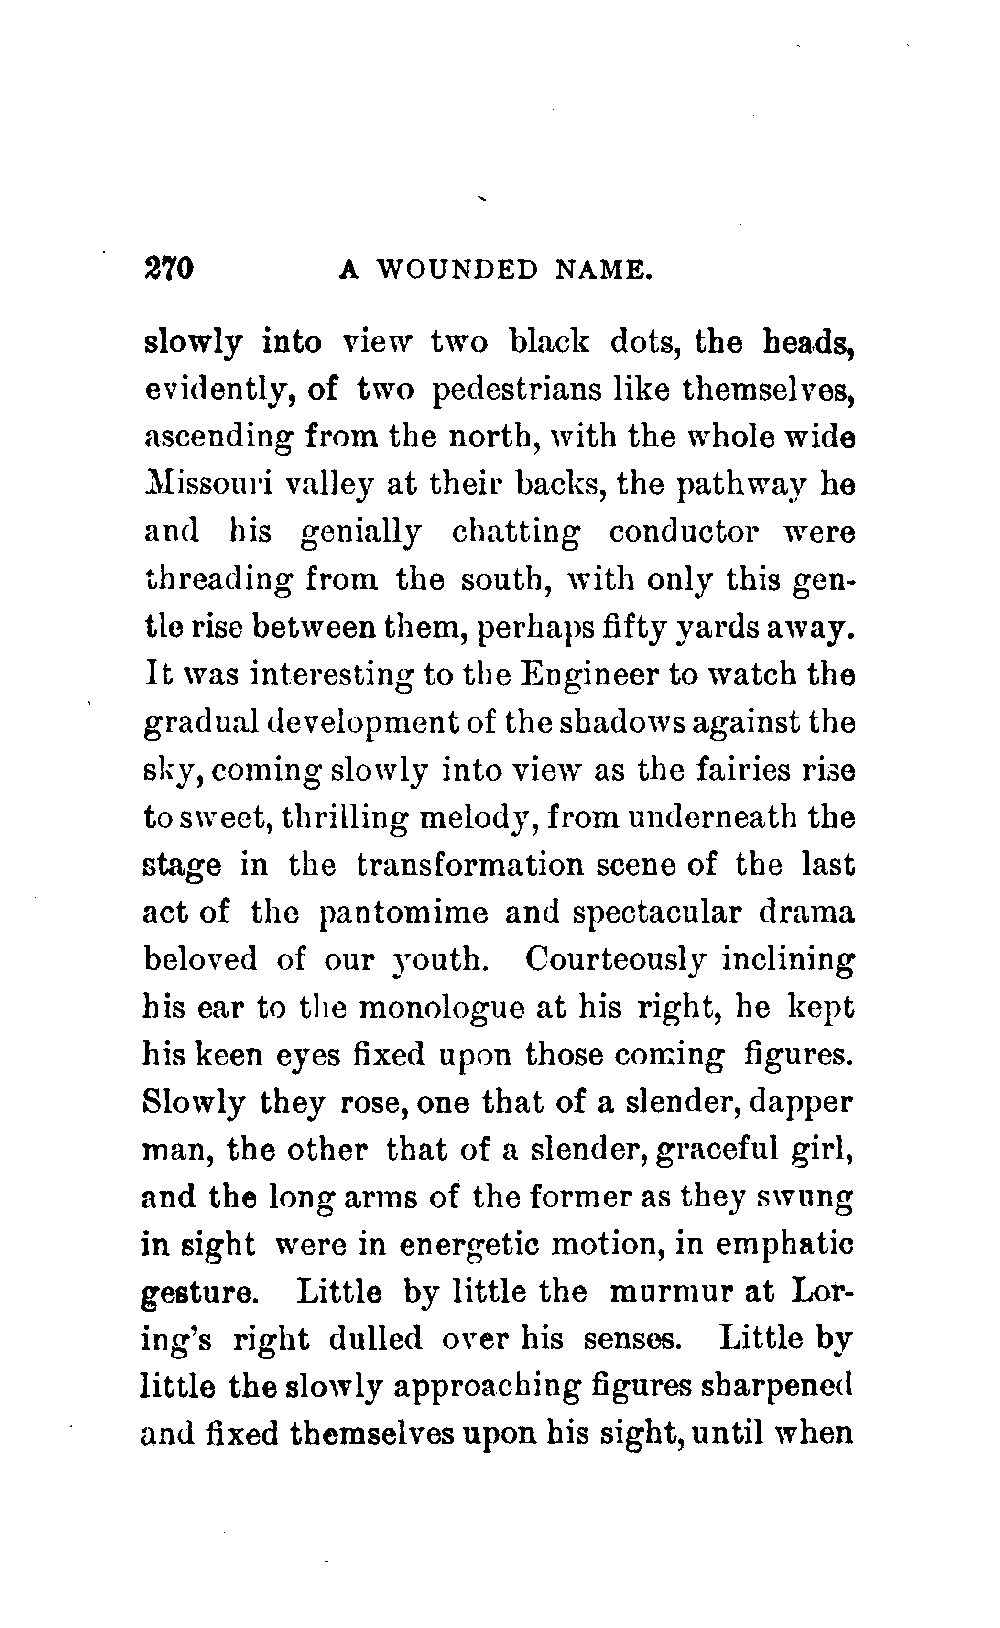 270 A WOUNDED NAME.
slowly into view two black dots, the heads,
evidently, of two pedestrians like themselves,
ascending from the north, with the whole wide
Missouri valley at their backs, the pathway he
and his genially chatting conductor were
threading from the south, with only this gen-
tle rise between them, perhaps fifty yards away.
It was interesting to the Engineer to watch the
gradual development of the shadows against the
sky, coming slowly into view as the fairies rise
to sweet, thrilling melody, from underneath the
stage in the transformation scene of the last
act of the pantomime and spectacular drama
beloved of our youth. Courteously inclining
his ear to the monologue at his right, he kept
his keen eyes fixed upon those coming figures.
Slowly they rose, one that of a slender, dapper
man, the other that of a slender, graceful girl,
and the long arms of the former as they swung
in sight were in energetic motion, in emphatic
gesture. Little by little the murmur at Lor-
ing's right dulled over his senses. Little by
little the slowly approaching figures sharpened
and fixed themselves upon his sight, until when